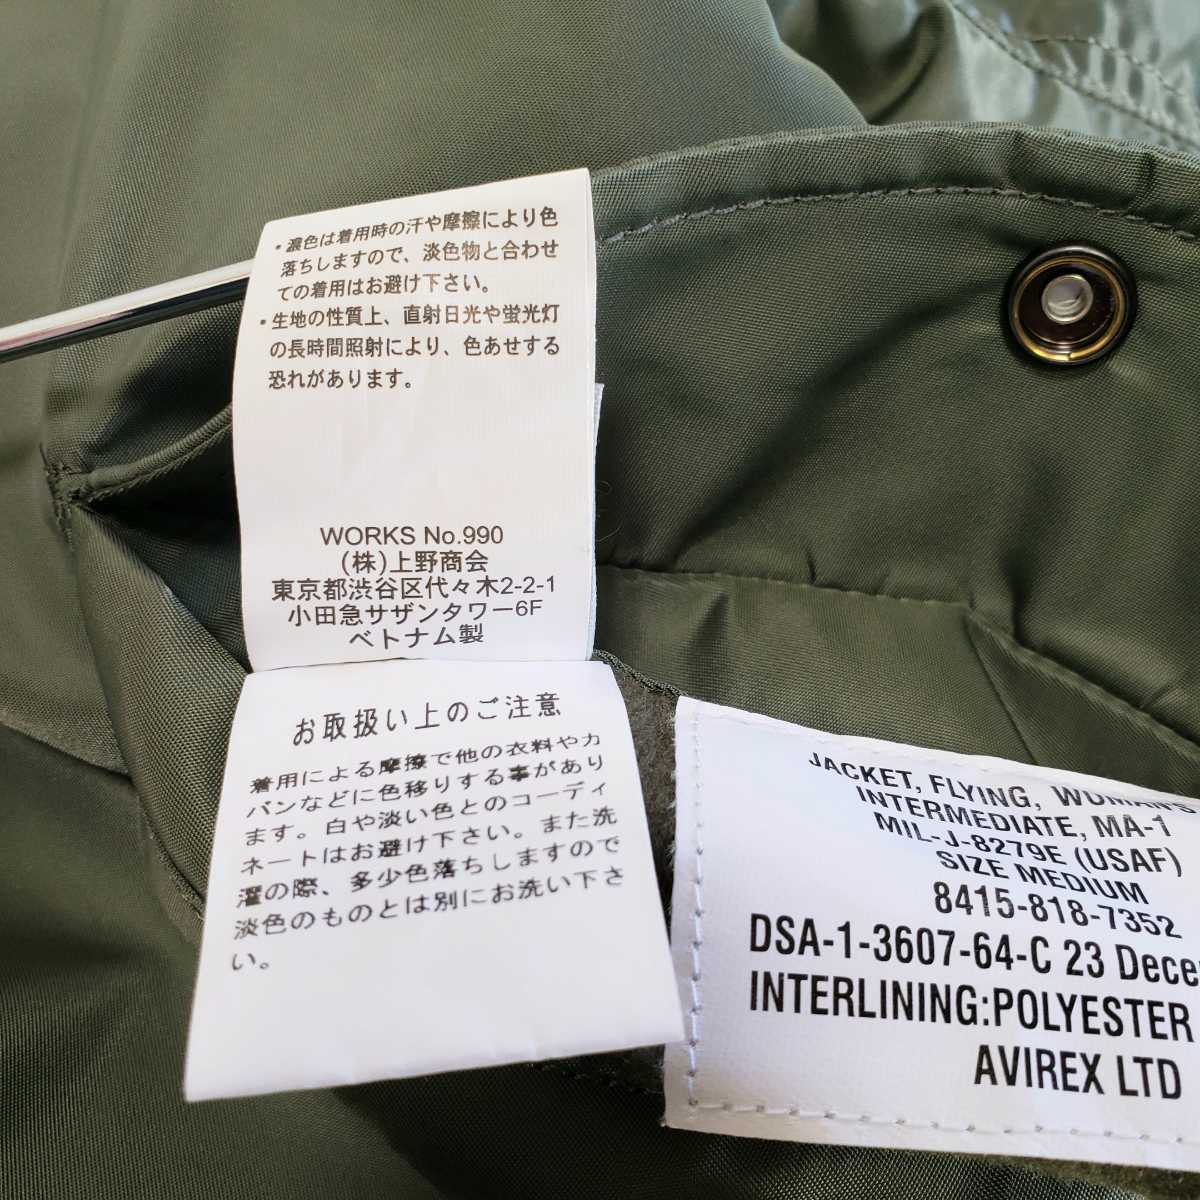 ・濃色は着用時の汗や摩擦により色
落ちしますので、淡色物と合わせ
ての着用はお避け下さい。
・生地の性質上、直射日光や蛍光灯
の長時間照射により、色あせする
恐れがあります。
WORKS No.990
(株)上野商会
東京都渋谷区代々木2-2-1
小田急サザンタワー6F
ベトナム製
お取扱い上のご注意
着用による摩擦で他の衣料やカ
バンなどに色移りする事があり
ます。白や淡い色とのコーディ
ネートはお避け下さい。また洗
濯の際、多少色落ちしますので
淡色のものとは別にお洗い下さ
い。
JACKET, FLYING, WOMAN'S
INTERMEDIATE, MA-1
MIL-J-8279E (USAF)
SIZE MEDIUM
8415-818-7352
DSA-1-3607-64-C 23 Dece
INTERLINING:POLYESTER
AVIREX LTD